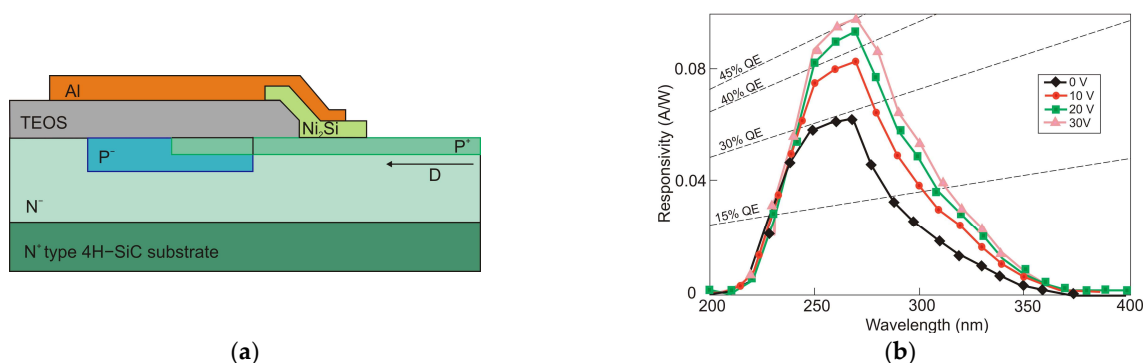 Al
TEOS
Ni₂Si
P⁻
P⁺
D
N⁻
N⁺ type 4H−SiC substrate
(a)
Responsivity (A/W)
0.08
0.04
0
45% QE
40% QE
30% QE
15% QE
0 V
10 V
20 V
30V
200 250 300 350 400
Wavelength (nm)
(b)